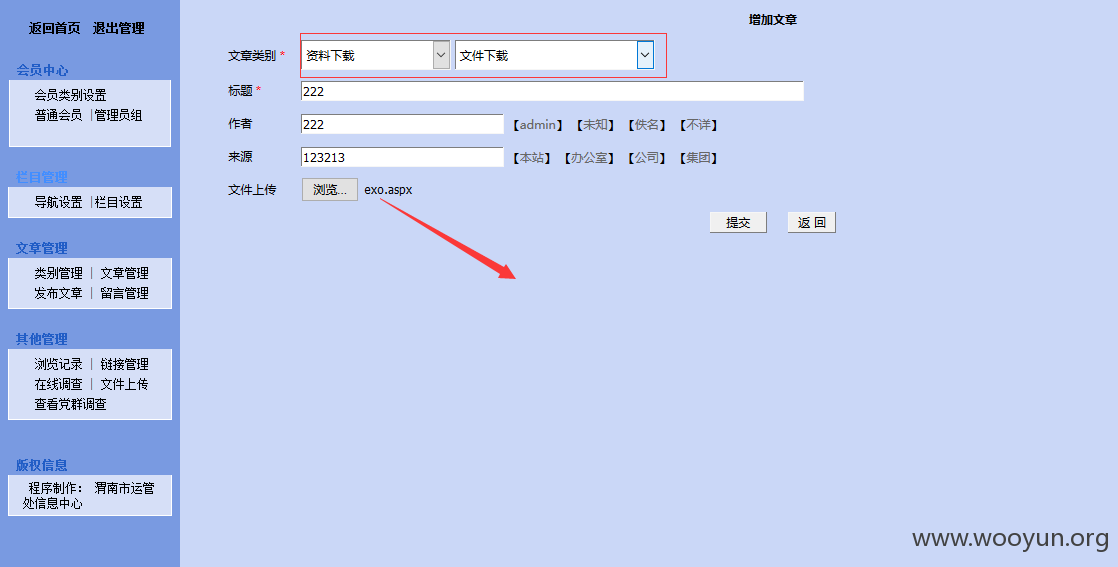 返回首页 退出管理
会员中心
会员类别设置
普通会员 |管理员组
栏目管理
导航设置 |栏目设置
文章管理
类别管理 | 文章管理
发布文章 | 留言管理
其他管理
浏览记录 | 链接管理
在线调查 | 文件上传
查看党群调查
版权信息
程序制作: 渭南市运管
处信息中心
增加文章
文章类别 * 资料下载 文件下载
标题 * 222
作者 222 【admin】 【未知】 【佚名】 【不详】
来源 123213 【本站】 【办公室】 【公司】 【集团】
文件上传 浏览... exo.aspx
提交 返 回
www.wooyun.org